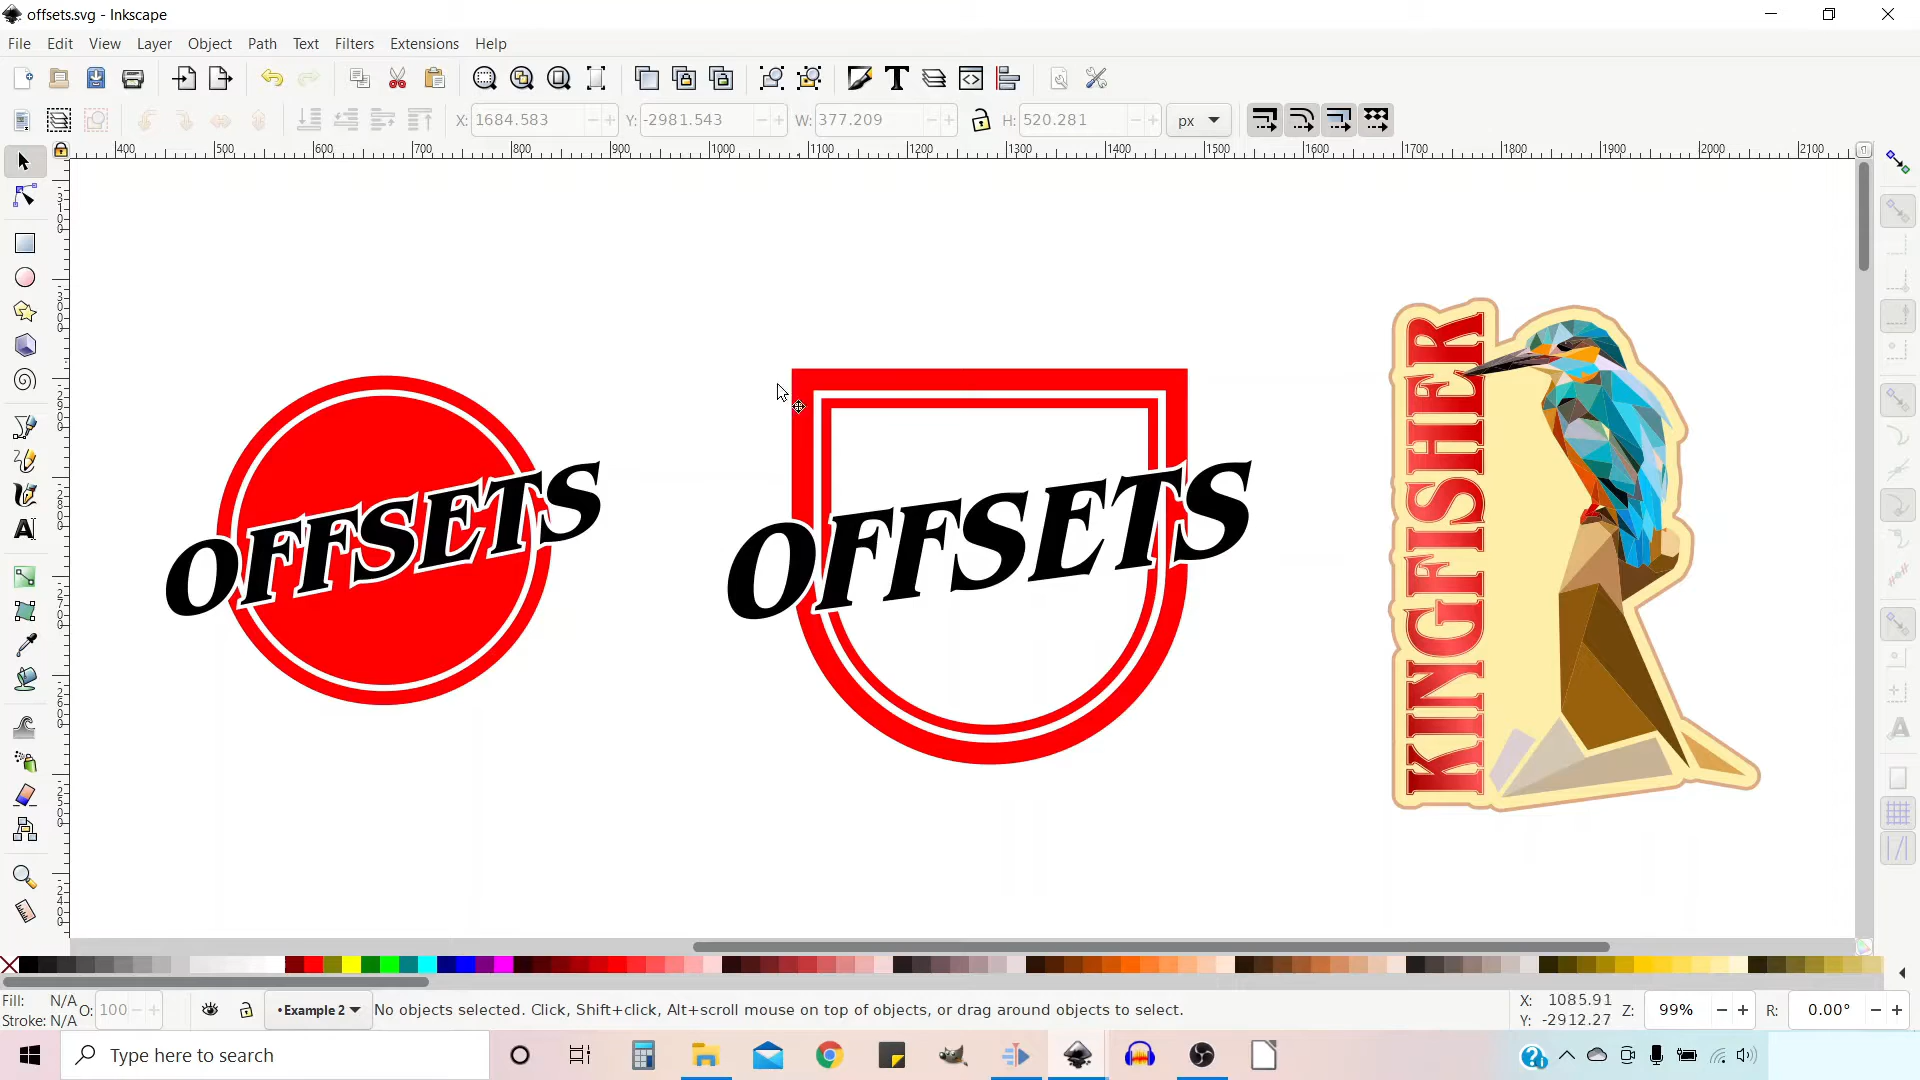 offsets.svg - Inkscape
File Edit View Layer Object Path Text Filters Extensions Help
X: 1684.583 Y: -2981.543 W: 377.209 H: 520.281 px
400 500 600 700 800 900 1000 1100 1200 1300 1400 1500 1600 1700 1800 1900 2000 2100
OFFSETS
OFFSETS
KINGFISHER
Fill: N/A O: 100
Stroke: N/A
•Example 2
No objects selected. Click, Shift+click, Alt+scroll mouse on top of objects, or drag around objects to select.
X: 1085.91
Y: -2912.27
Z: 99%
R: 0.00°
Type here to search